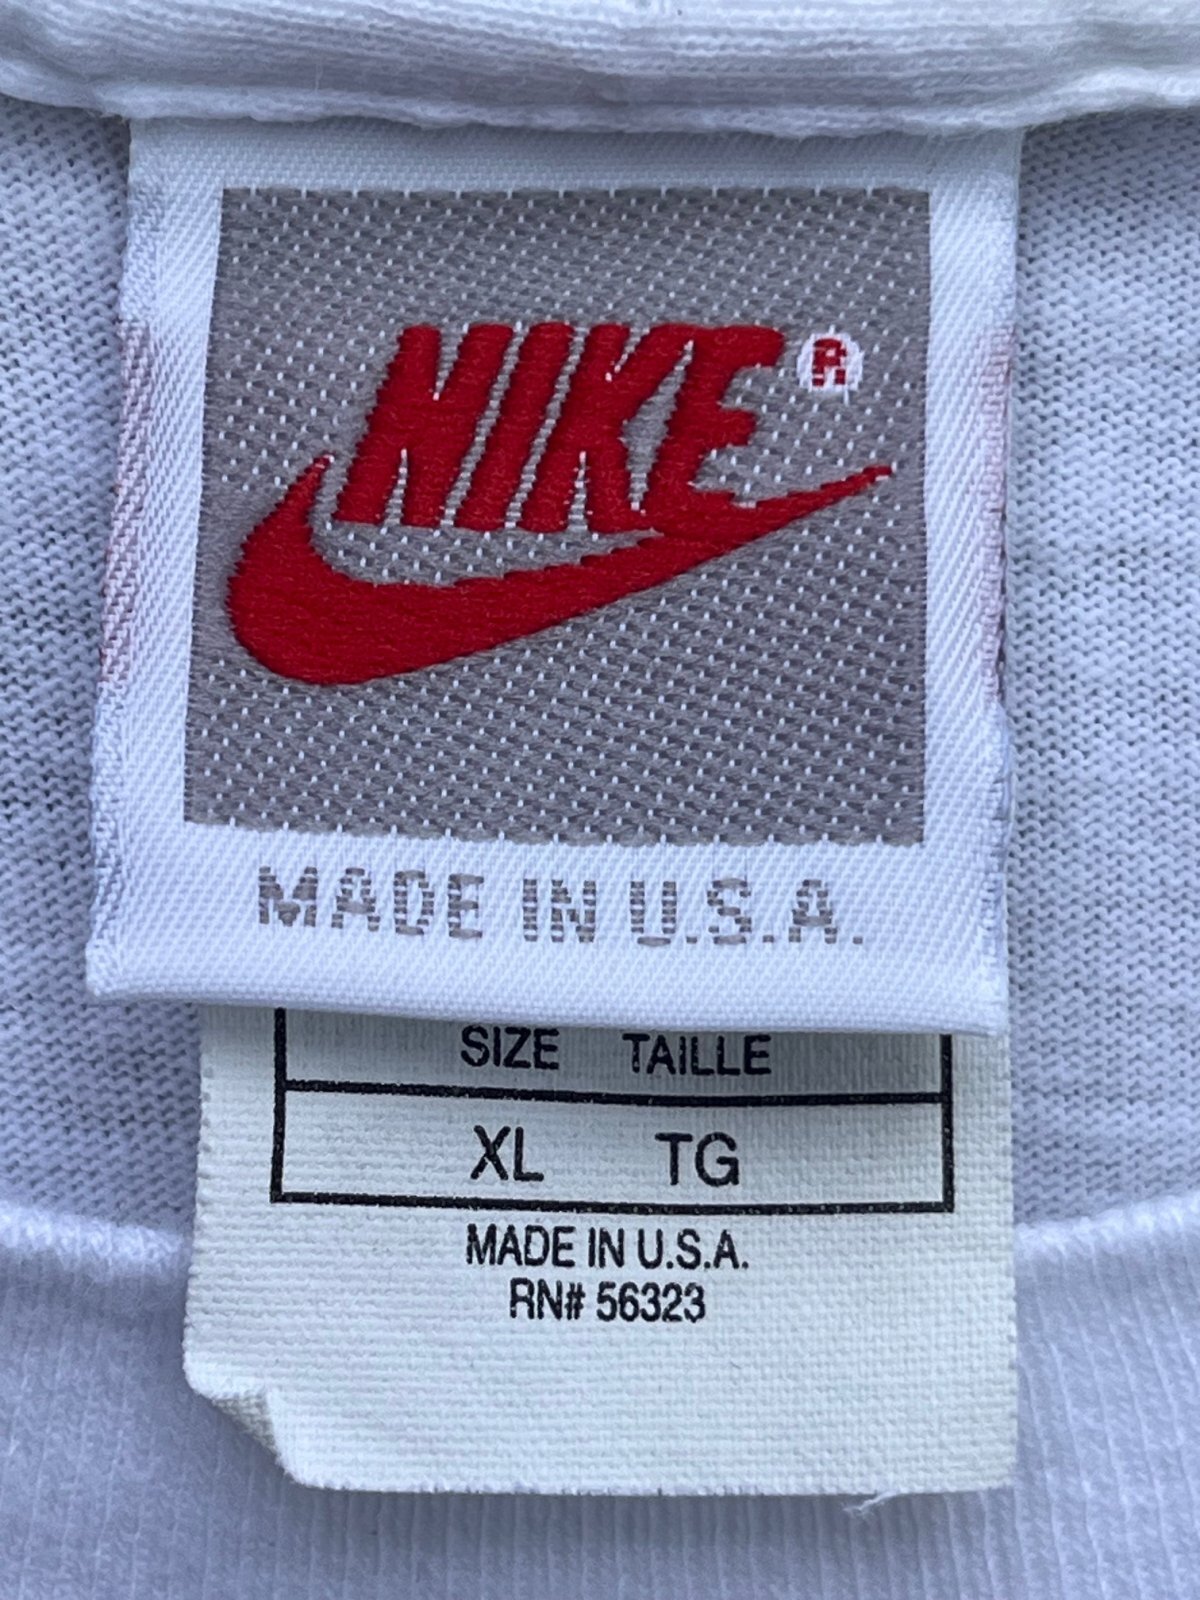 NIKE®
MADE IN U.S.A.
SIZE TAILLE
XL TG
MADE IN U.S.A.
RN# 56323